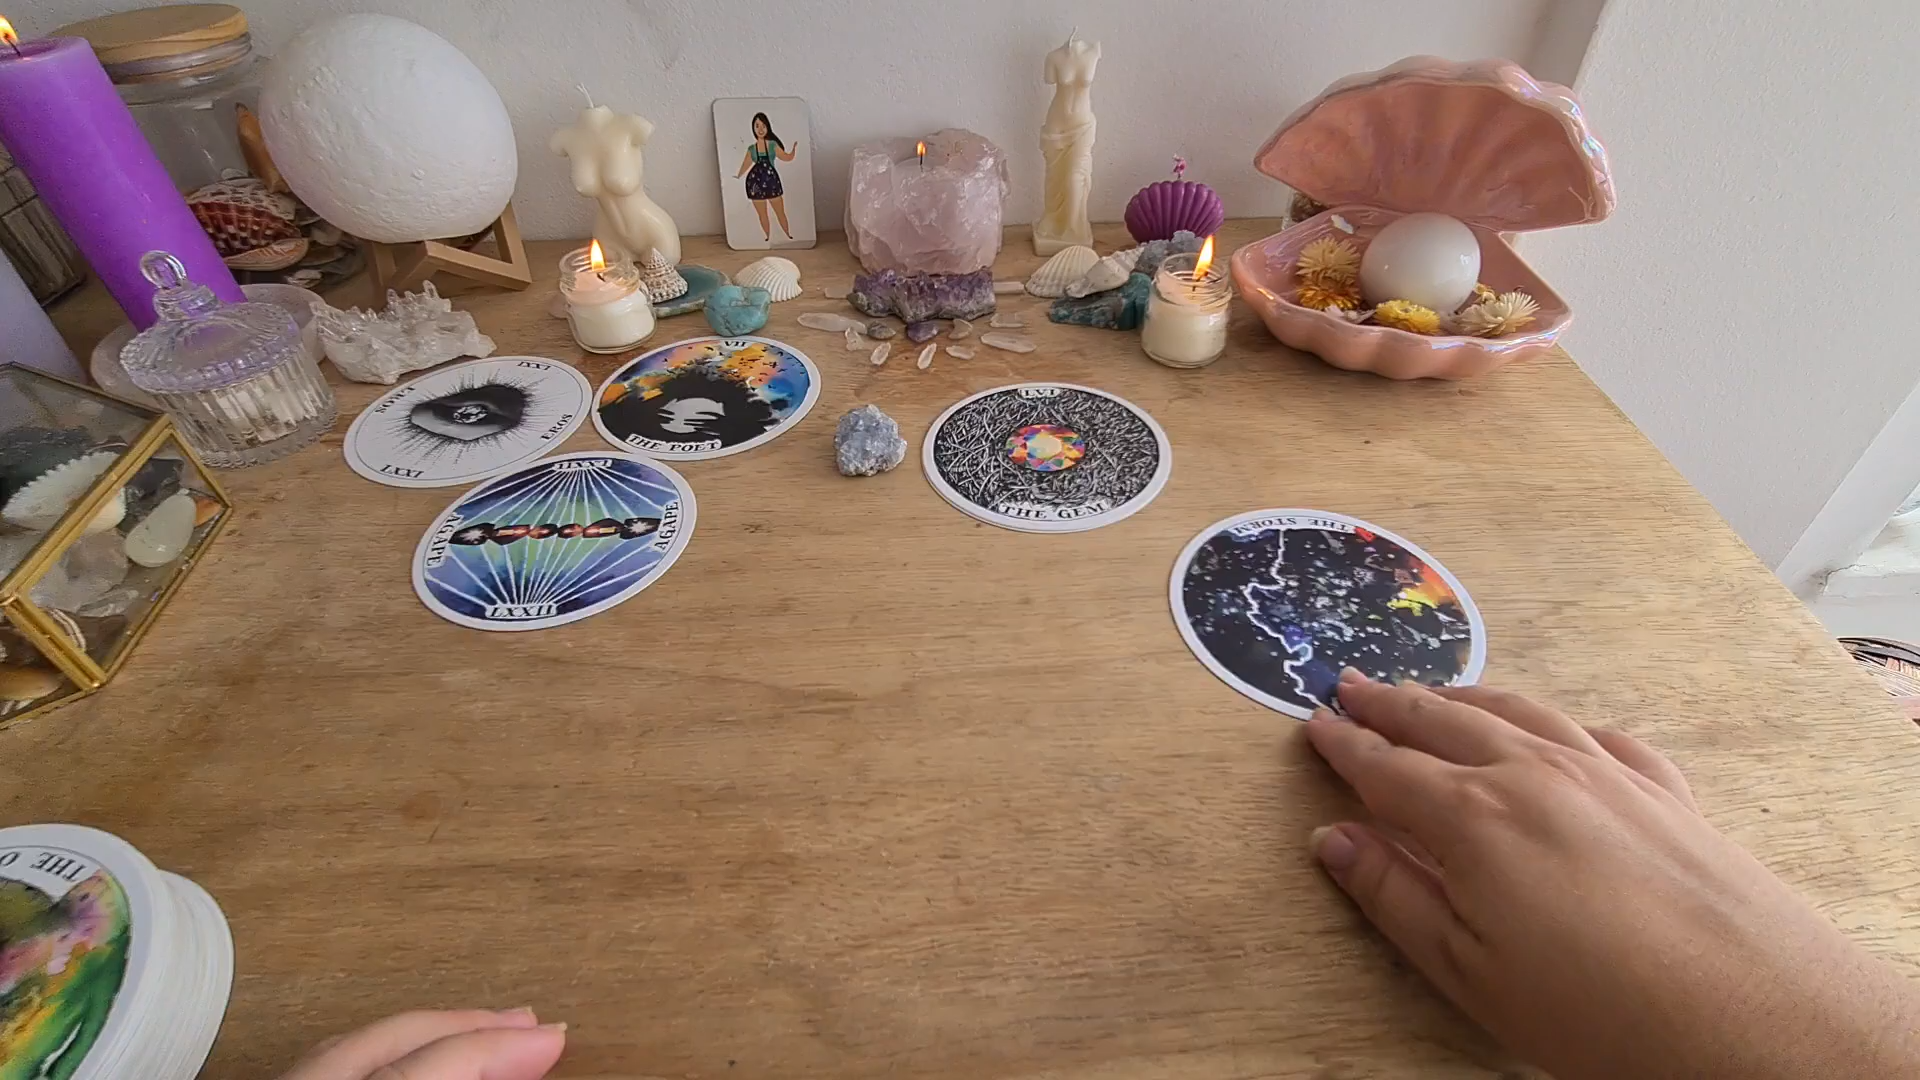 LXXI
EROS
EROS
LXXI
VII
THE POET
LXXII
AGAPE
AGAPE
LXXII
LVI
THE GEM
THE STORM
THE O